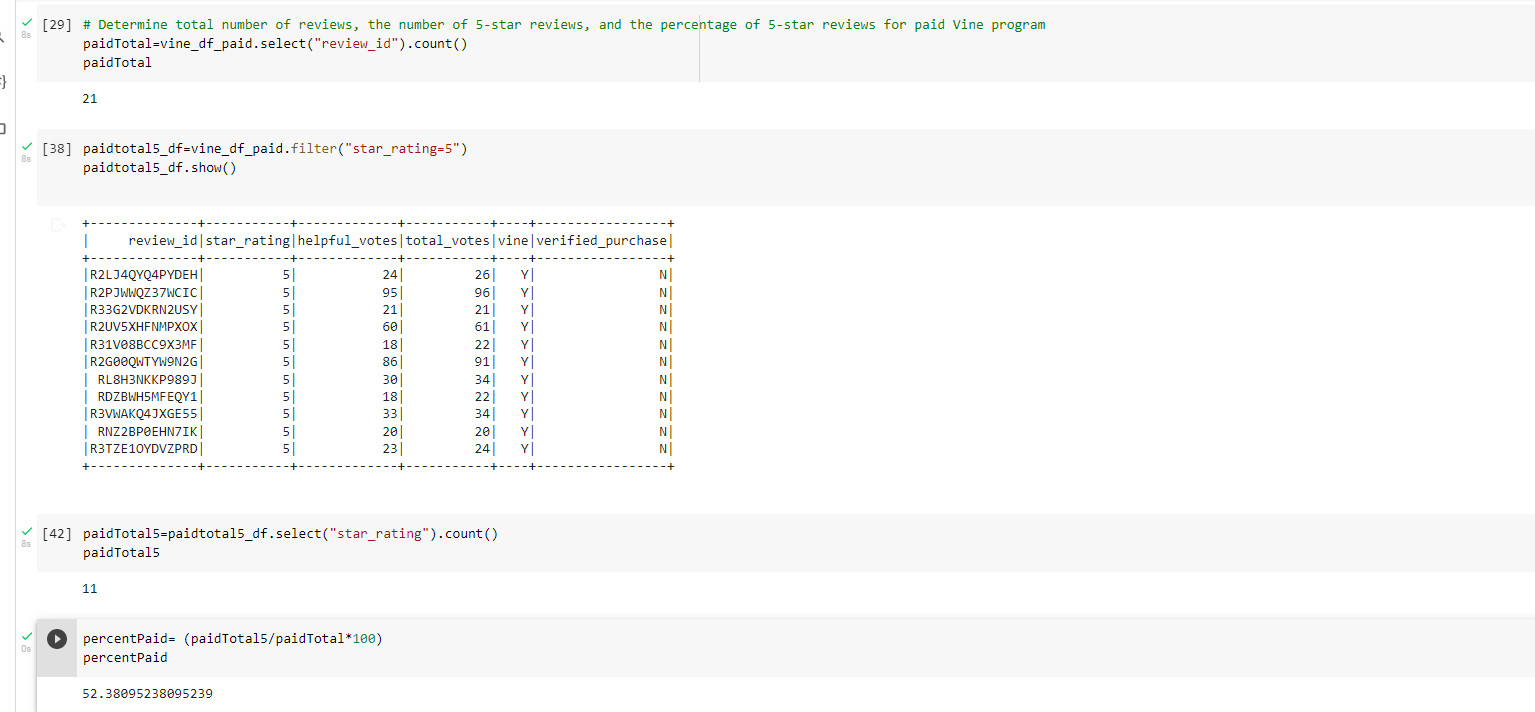 [29] # Determine total number of reviews, the number of 5-star reviews, and the percentage of 5-star reviews for paid Vine program
8s
paidTotal=vine_df_paid.select("review_id").count()
paidTotal
21
[38] paidtotal5_df=vine_df_paid.filter("star_rating=5")
8s
paidtotal5_df.show()
+--------------+-----------+-------------+-----------+----+-----------------+
|     review_id|star_rating|helpful_votes|total_votes|vine|verified_purchase|
+--------------+-----------+-------------+-----------+----+-----------------+
|R2LJ4QYQ4PYDEH|          5|           24|         26|   Y|                N|
|R2PJWWQZ37WCIC|          5|           95|         96|   Y|                N|
|R33G2VDKRN2USY|          5|           21|         21|   Y|                N|
|R2UV5XHFNMPXOX|          5|           60|         61|   Y|                N|
|R31V08BCC9X3MF|          5|           18|         22|   Y|                N|
|R2G00QWTYW9N2G|          5|           86|         91|   Y|                N|
| RL8H3NKKP989J|          5|           30|         34|   Y|                N|
| RDZBWH5MFEQY1|          5|           18|         22|   Y|                N|
|R3VWAKQ4JXGE55|          5|           33|         34|   Y|                N|
| RNZ2BP0EHN7IK|          5|           20|         20|   Y|                N|
|R3TZE1OYDVZPRD|          5|           23|         24|   Y|                N|
+--------------+-----------+-------------+-----------+----+-----------------+
[42] paidTotal5=paidtotal5_df.select("star_rating").count()
8s
paidTotal5
11
percentPaid= (paidTotal5/paidTotal*100)
0s
percentPaid
52.38095238095239